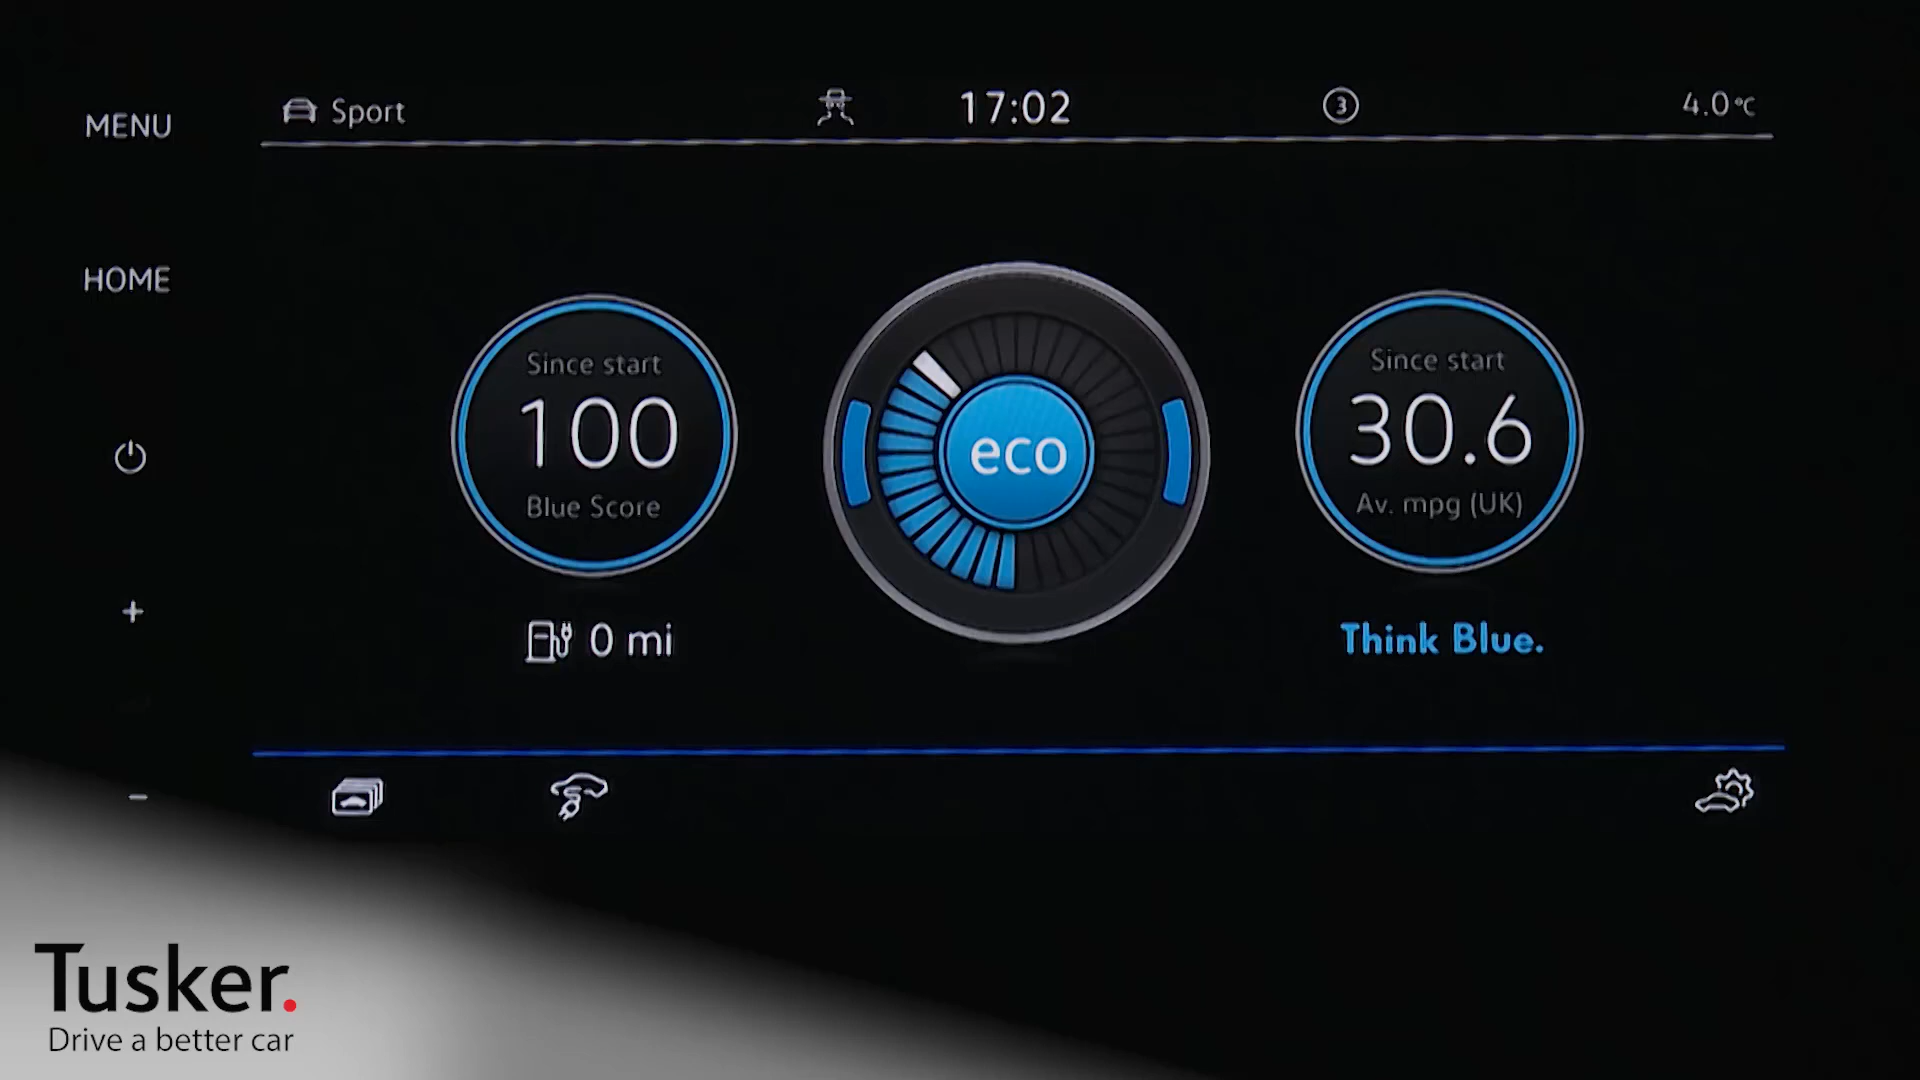 MENU
Sport
17:02
3
4.0°C
HOME
Since start
100
Blue Score
eco
Since start
30.6
Av. mpg (UK)
+
0 mi
Think Blue.
-
Tusker.
Drive a better car